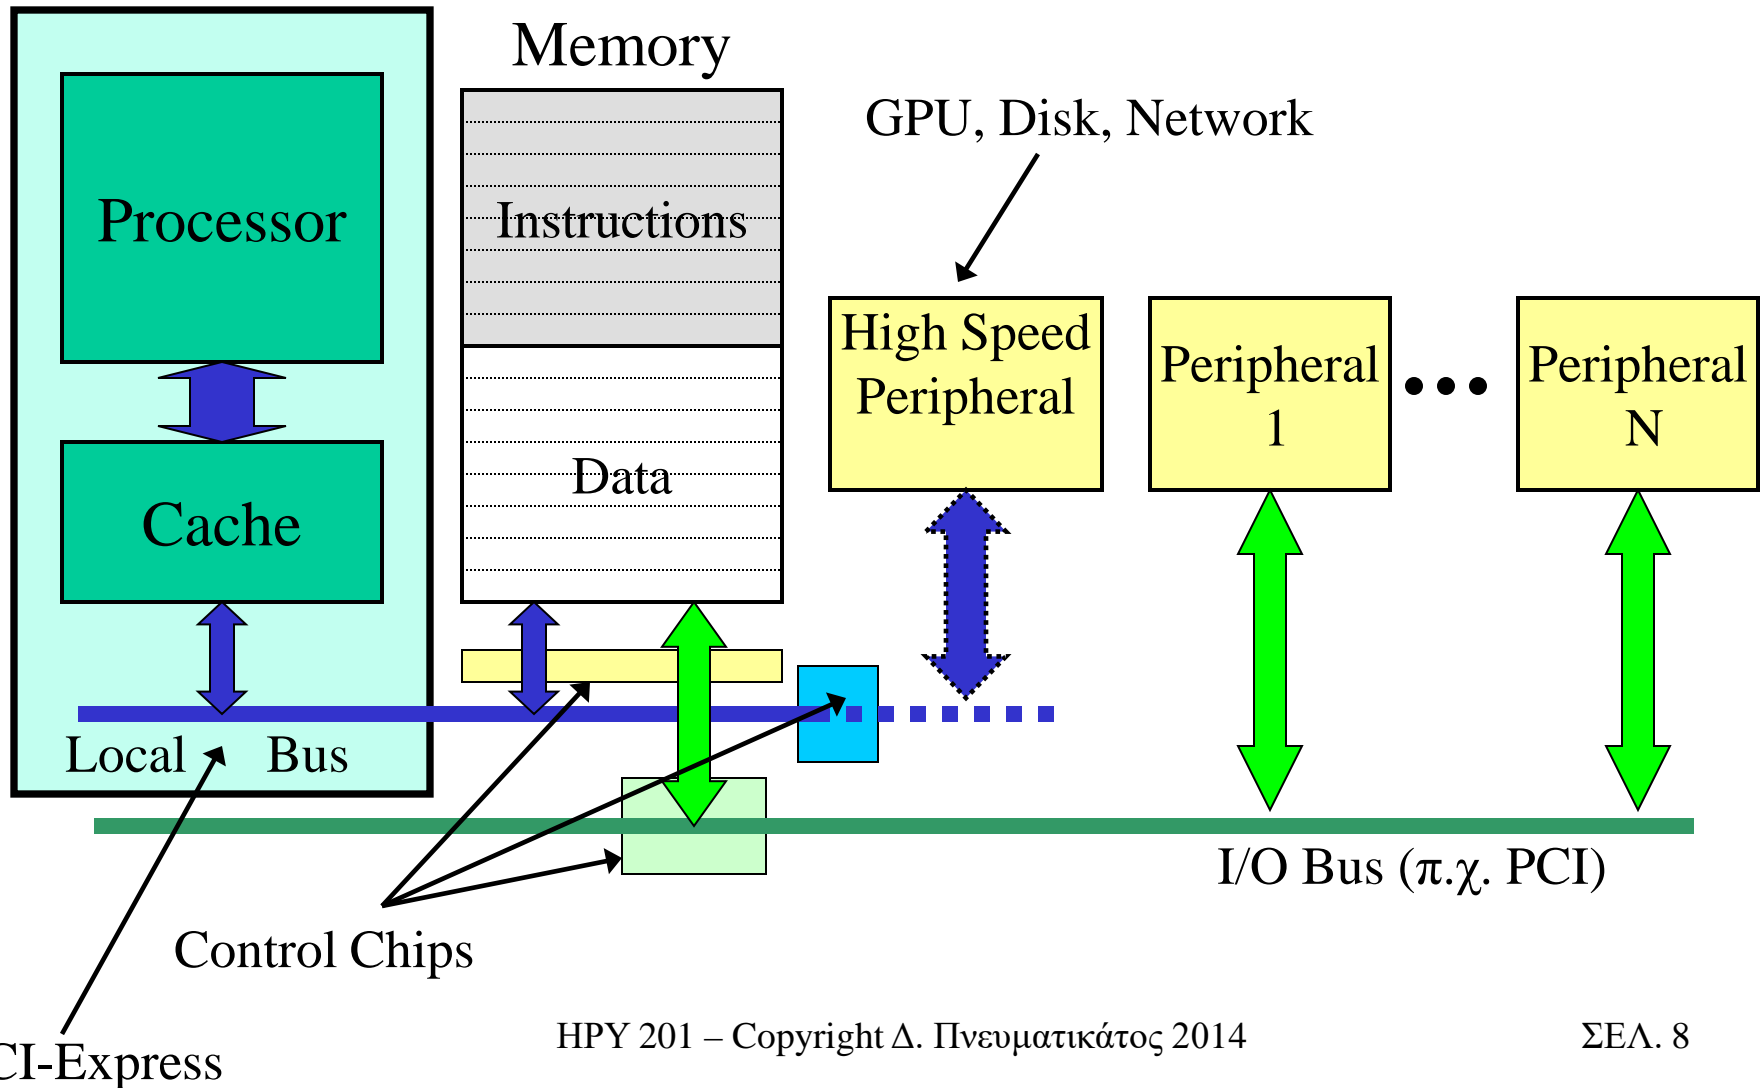 Memory
GPU, Disk, Network
Processor
Instructions
High Speed
Peripheral
Peripheral
1
Peripheral
N
Data
Cache
Local Bus
I/O Bus (π.χ. PCI)
Control Chips
ΗΡΥ 201 – Copyright Δ. Πνευματικάτος 2014
ΣΕΛ. 8
CI-Express